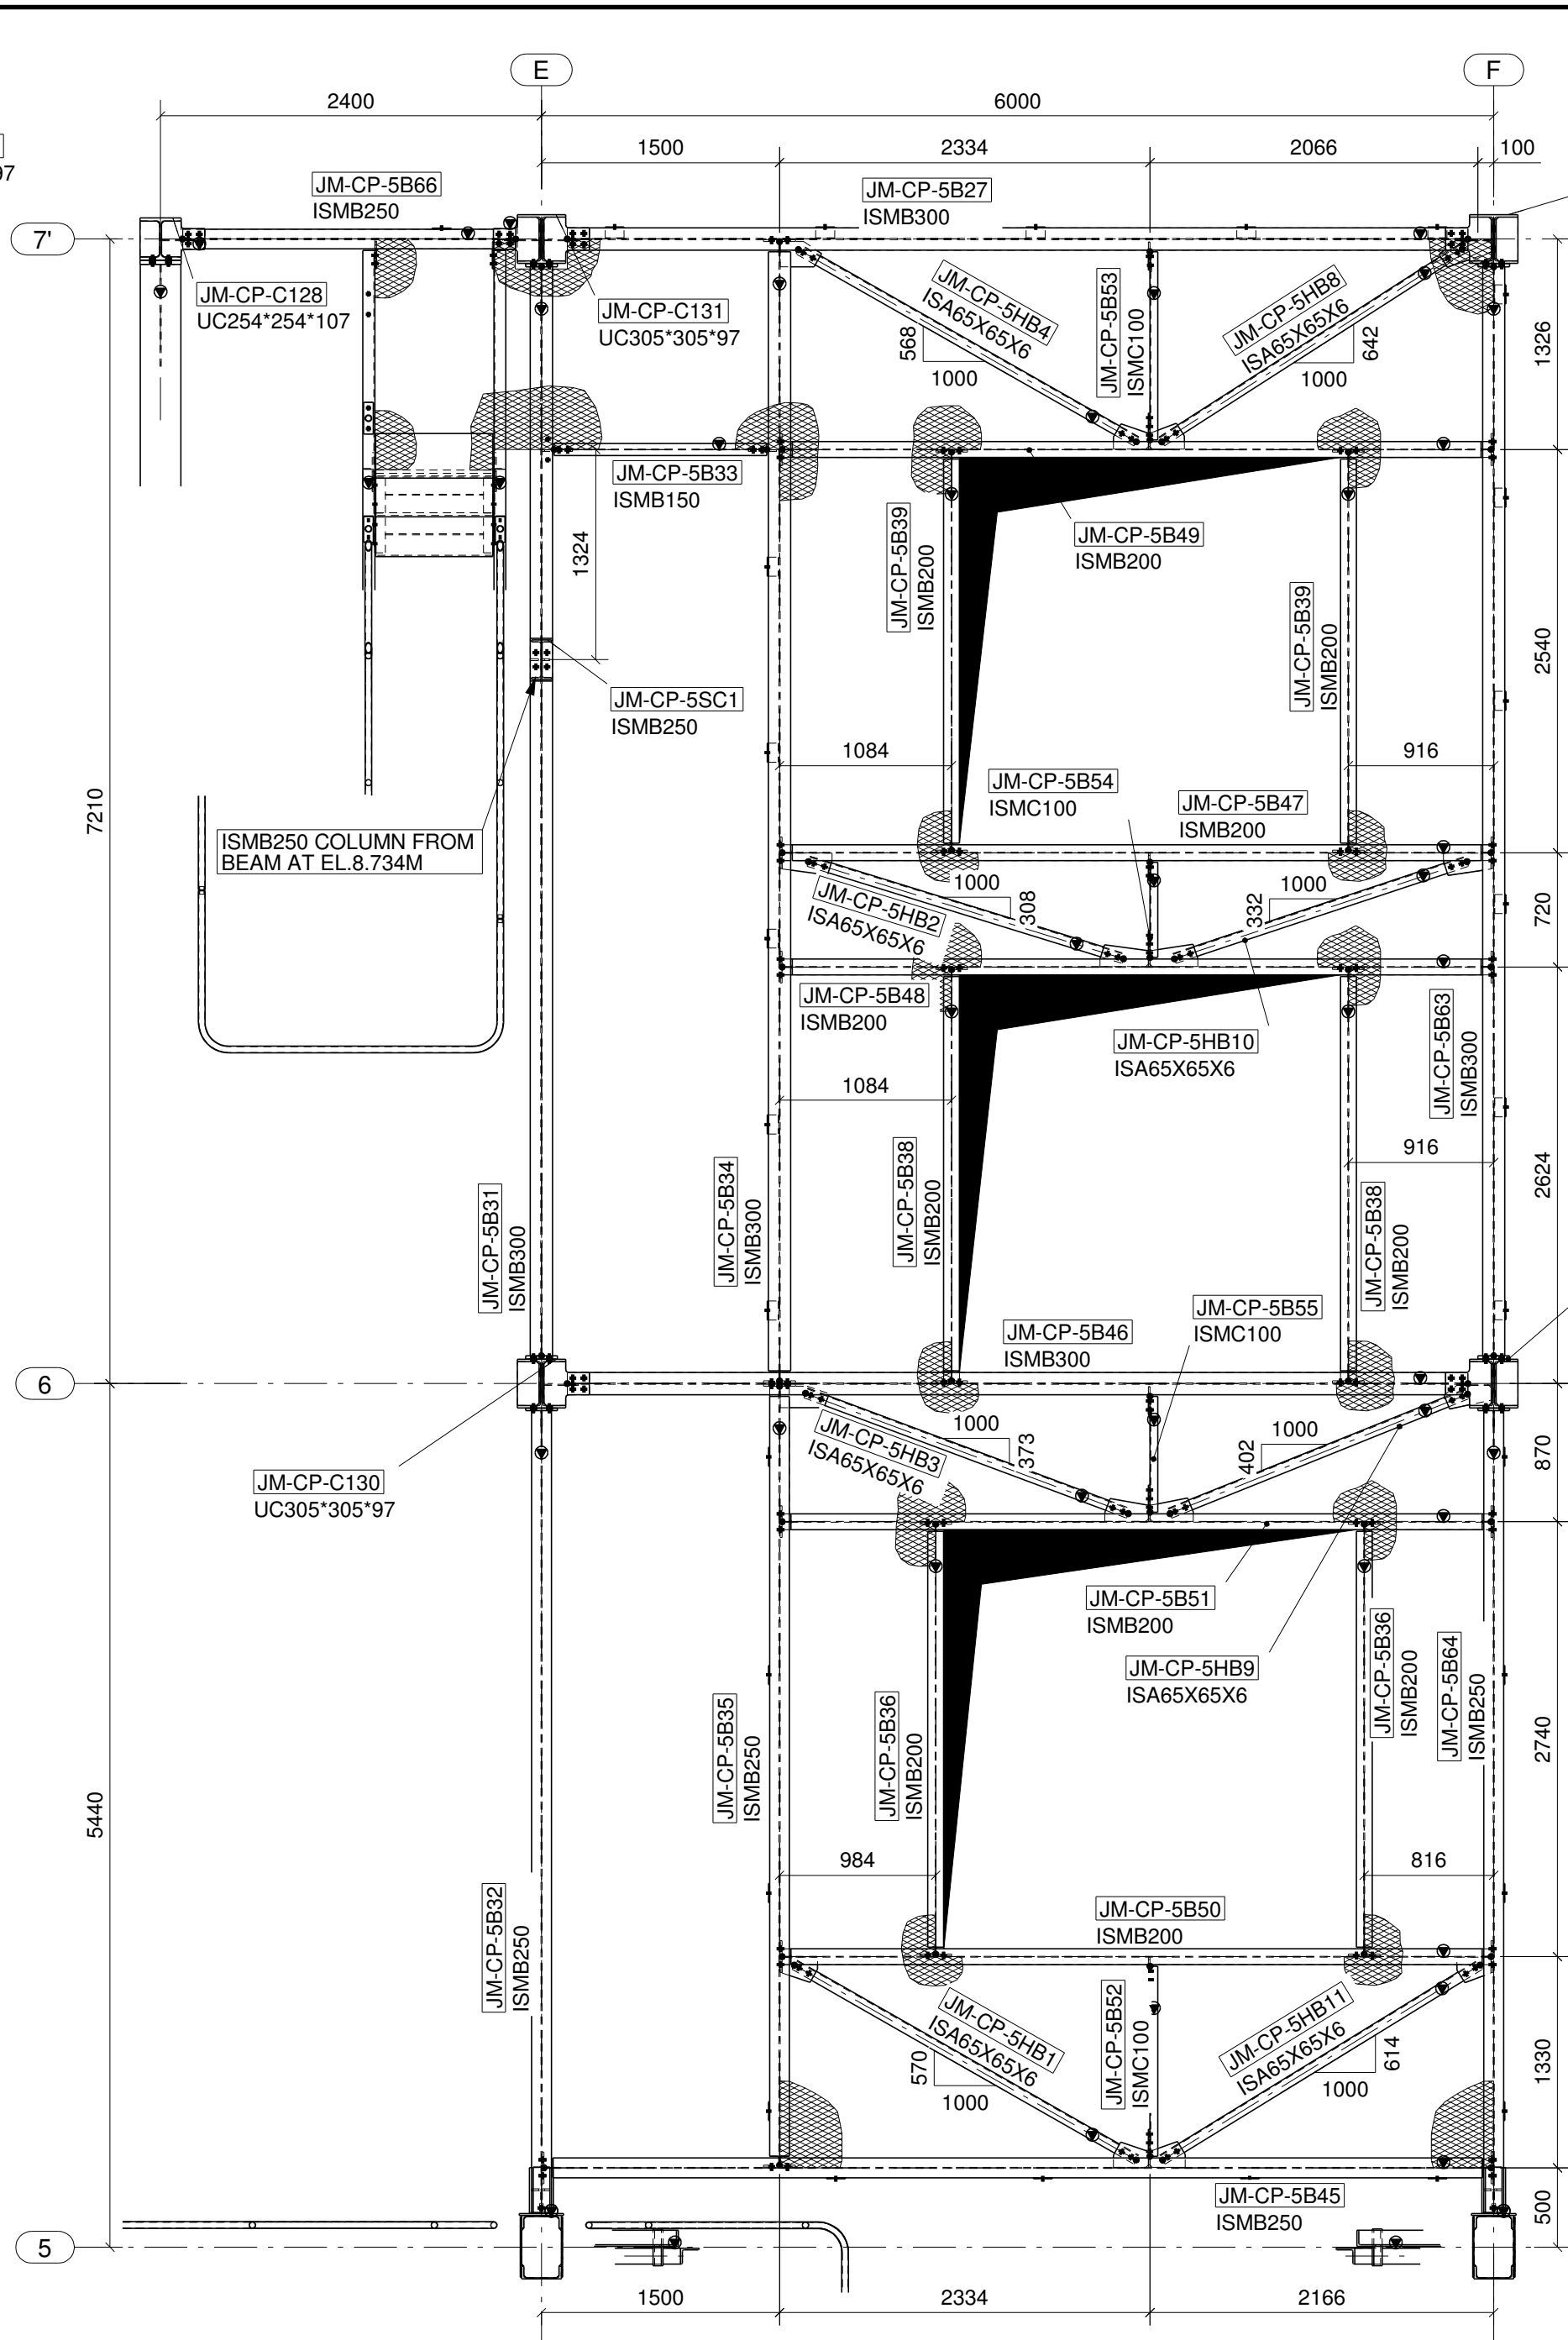 E
F
2400
6000
1500
2334
2066
100
7
JM-CP-5B66
ISMB250
JM-CP-5B27
ISMB300
7'
JM-CP-C128
UC254*254*107
JM-CP-C131
UC305*305*97
JM-CP-5HB4
ISA65X65X6
568
1000
JM-CP-5B53
ISMC100
JM-CP-5HB8
ISA65X65X6
642
1000
1326
JM-CP-5B33
ISMB150
1324
JM-CP-5B39
ISMB200
JM-CP-5B49
ISMB200
JM-CP-5B39
ISMB200
2540
JM-CP-5SC1
ISMB250
1084
916
JM-CP-5B54
ISMC100
JM-CP-5B47
ISMB200
7210
ISMB250 COLUMN FROM
BEAM AT EL.8.734M
JM-CP-5HB2
ISA65X65X6
1000
308
1000
332
720
JM-CP-5B48
ISMB200
JM-CP-5HB10
ISA65X65X6
JM-CP-5B63
ISMB300
1084
916
JM-CP-5B31
ISMB300
JM-CP-5B34
ISMB300
JM-CP-5B38
ISMB200
JM-CP-5B38
ISMB200
2624
JM-CP-5B46
ISMB300
JM-CP-5B55
ISMC100
6
JM-CP-5HB3
ISA65X65X6
1000
373
1000
402
870
JM-CP-C130
UC305*305*97
JM-CP-5B51
ISMB200
JM-CP-5HB9
ISA65X65X6
JM-CP-5B36
ISMB200
JM-CP-5B64
ISMB250
JM-CP-5B35
ISMB250
JM-CP-5B36
ISMB200
2740
5440
984
816
JM-CP-5B32
ISMB250
JM-CP-5B50
ISMB200
JM-CP-5HB1
ISA65X65X6
570
1000
JM-CP-5B52
ISMC100
JM-CP-5HB11
ISA65X65X6
614
1000
1330
JM-CP-5B45
ISMB250
500
5
1500
2334
2166